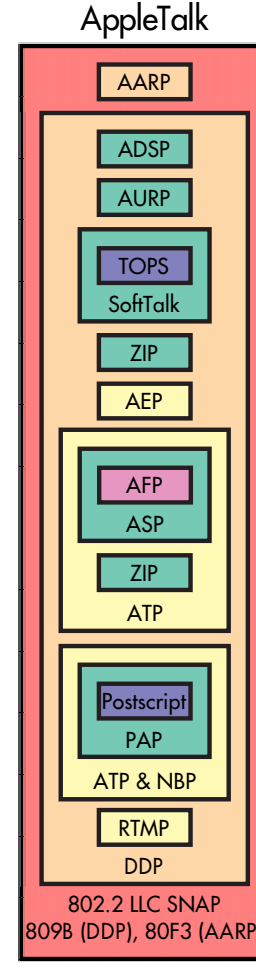 AppleTalk
AARP
ADSP
AURP
TOPS
SoftTalk
ZIP
AEP
AFP
ASP
ZIP
ATP
Postscript
PAP
ATP & NBP
RTMP
DDP
802.2 LLC SNAP
809B (DDP), 80F3 (AARP